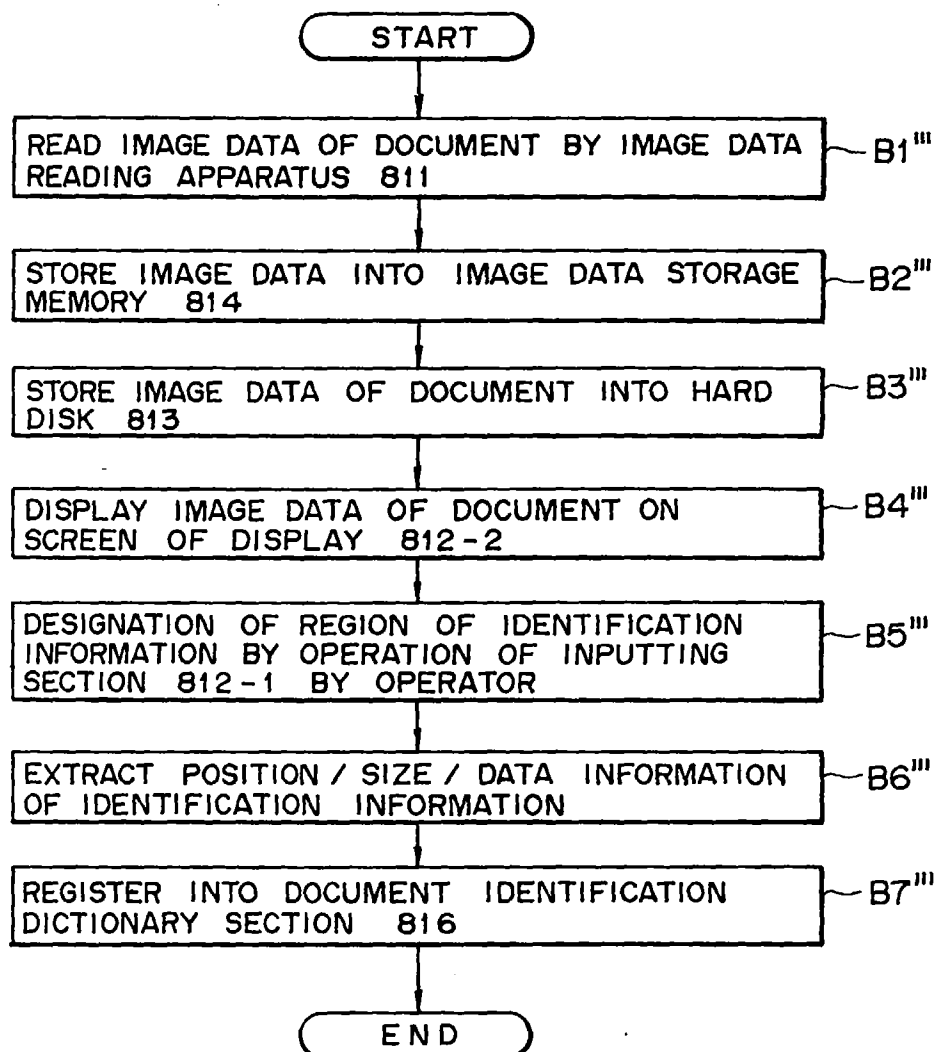 START
READ IMAGE DATA OF DOCUMENT BY IMAGE DATA
READING APPARATUS 811
B1'''
STORE IMAGE DATA INTO IMAGE DATA STORAGE
MEMORY 814
B2'''
STORE IMAGE DATA OF DOCUMENT INTO HARD
DISK 813
B3'''
DISPLAY IMAGE DATA OF DOCUMENT ON
SCREEN OF DISPLAY 812-2
B4'''
DESIGNATION OF REGION OF IDENTIFICATION
INFORMATION BY OPERATION OF INPUTTING
SECTION 812-1 BY OPERATOR
B5'''
EXTRACT POSITION / SIZE / DATA INFORMATION
OF IDENTIFICATION INFORMATION
B6'''
REGISTER INTO DOCUMENT IDENTIFICATION
DICTIONARY SECTION 816
B7'''
END